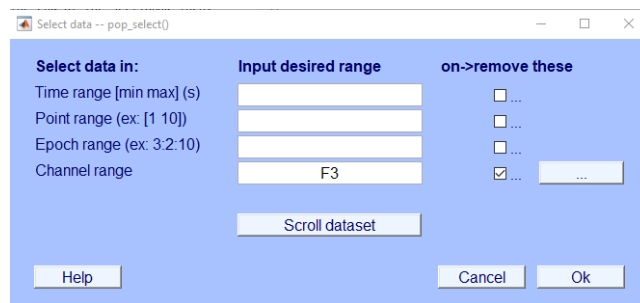 Select data -- pop_select()
Select data in: Input desired range on->remove these
Time range [min max] (s) ...
Point range (ex: [1 10]) ...
Epoch range (ex: 3:2:10) ...
Channel range F3 ... ...
Scroll dataset
Help Cancel Ok